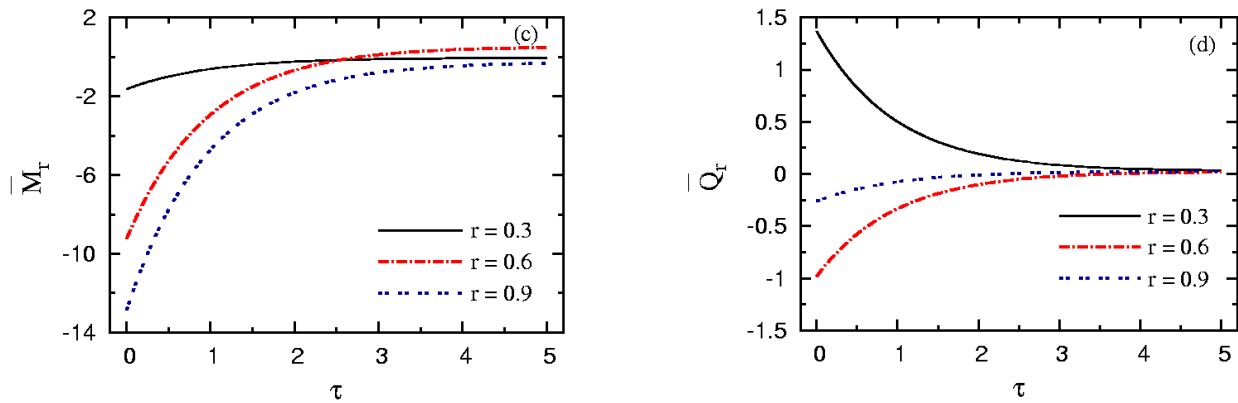 2
(c)
-2
-6
-10
-14
M̅r
r = 0.3
r = 0.6
r = 0.9
0 1 2 3 4 5
τ
1.5
(d)
1
0.5
0
-0.5
-1
-1.5
Q̅r
r = 0.3
r = 0.6
r = 0.9
0 1 2 3 4 5
τ